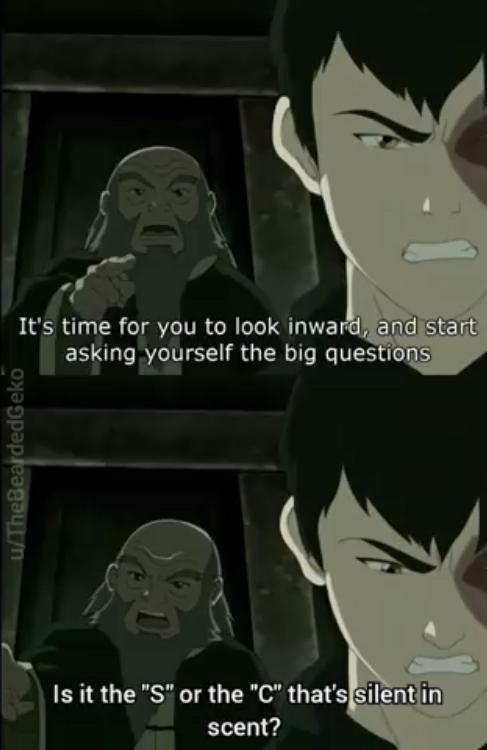 It's time for you to look inward, and start
asking yourself the big questions
u/TheBeardedGeko
Is it the "S" or the "C" that's silent in
scent?